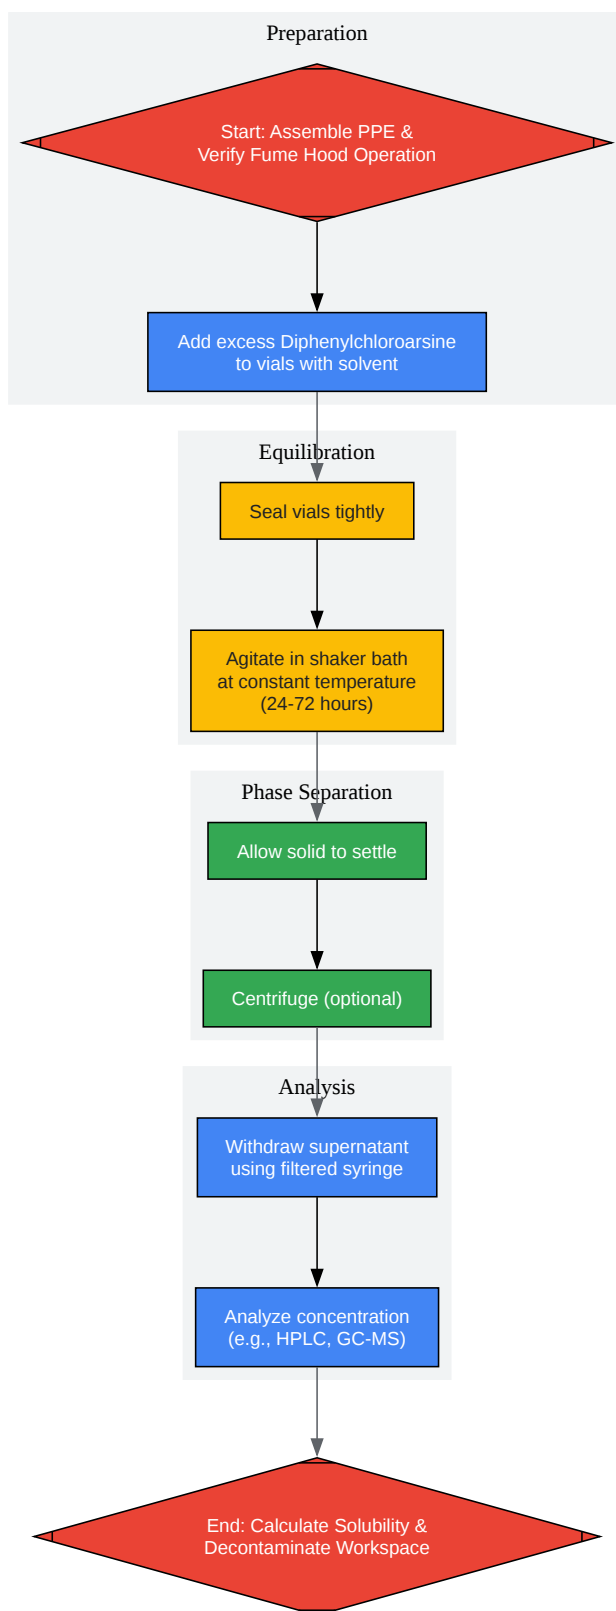 Preparation
Start: Assemble PPE &
Verify Fume Hood Operation
Add excess Diphenylchloroarsine
to vials with solvent
Equilibration
Seal vials tightly
Agitate in shaker bath
at constant temperature
(24-72 hours)
Phase Separation
Allow solid to settle
Centrifuge (optional)
Analysis
Withdraw supernatant
using filtered syringe
Analyze concentration
(e.g., HPLC, GC-MS)
End: Calculate Solubility &
Decontaminate Workspace